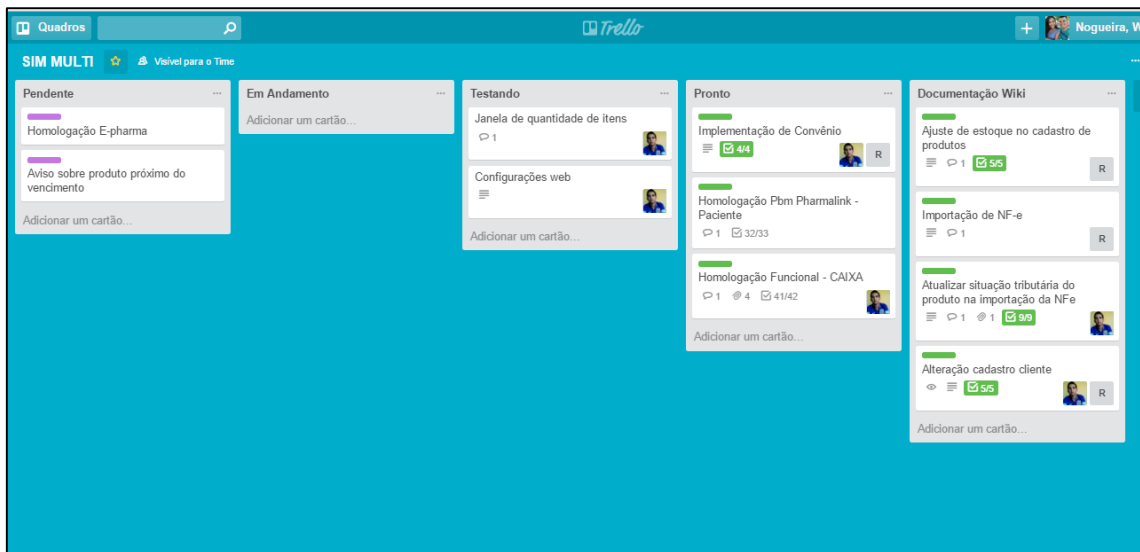 Quadros
Trello
Nogueira, W
SIM MULTI
Visível para o Time
Pendente
Homologação E-pharma
Aviso sobre produto próximo do
vencimento
Adicionar um cartão...
Em Andamento
Adicionar um cartão...
Testando
Janela de quantidade de itens
1
Configurações web
Adicionar um cartão...
Pronto
Implementação de Convênio
4/4
R
Homologação Pbm Pharmalink -
Paciente
1 32/33
Homologação Funcional - CAIXA
1 4 41/42
Adicionar um cartão...
Documentação Wiki
Ajuste de estoque no cadastro de
produtos
1 5/5
R
Importação de NF-e
1
R
Atualizar situação tributária do
produto na importação da NFe
1 1 9/9
Alteração cadastro cliente
5/5
R
Adicionar um cartão...